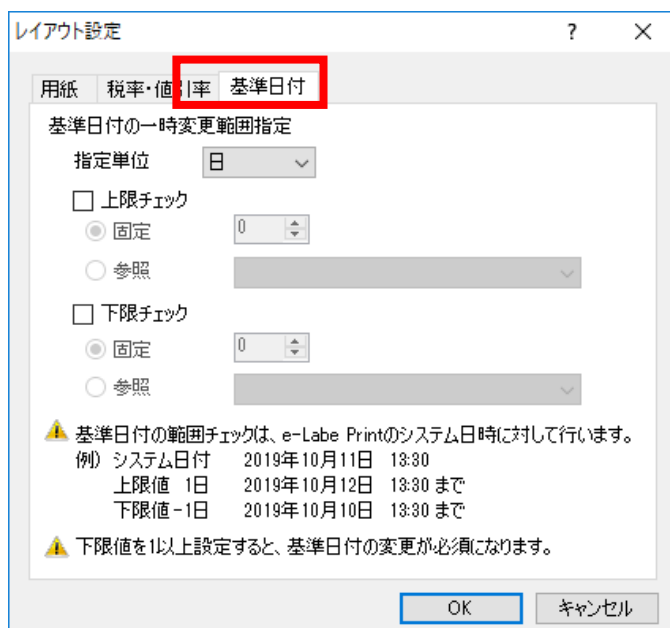 レイアウト設定
用紙 税率・値引率 基準日付
基準日付の一時変更範囲指定
指定単位 日
上限チェック
固定 0
参照
下限チェック
固定 0
参照
基準日付の範囲チェックは、e-Labe Printのシステム日時に対して行います。
例) システム日付 2019年10月11日 13:30
上限値 1日 2019年10月12日 13:30 まで
下限値-1日 2019年10月10日 13:30 まで
下限値を1以上設定すると、基準日付の変更が必須になります。
OK キャンセル